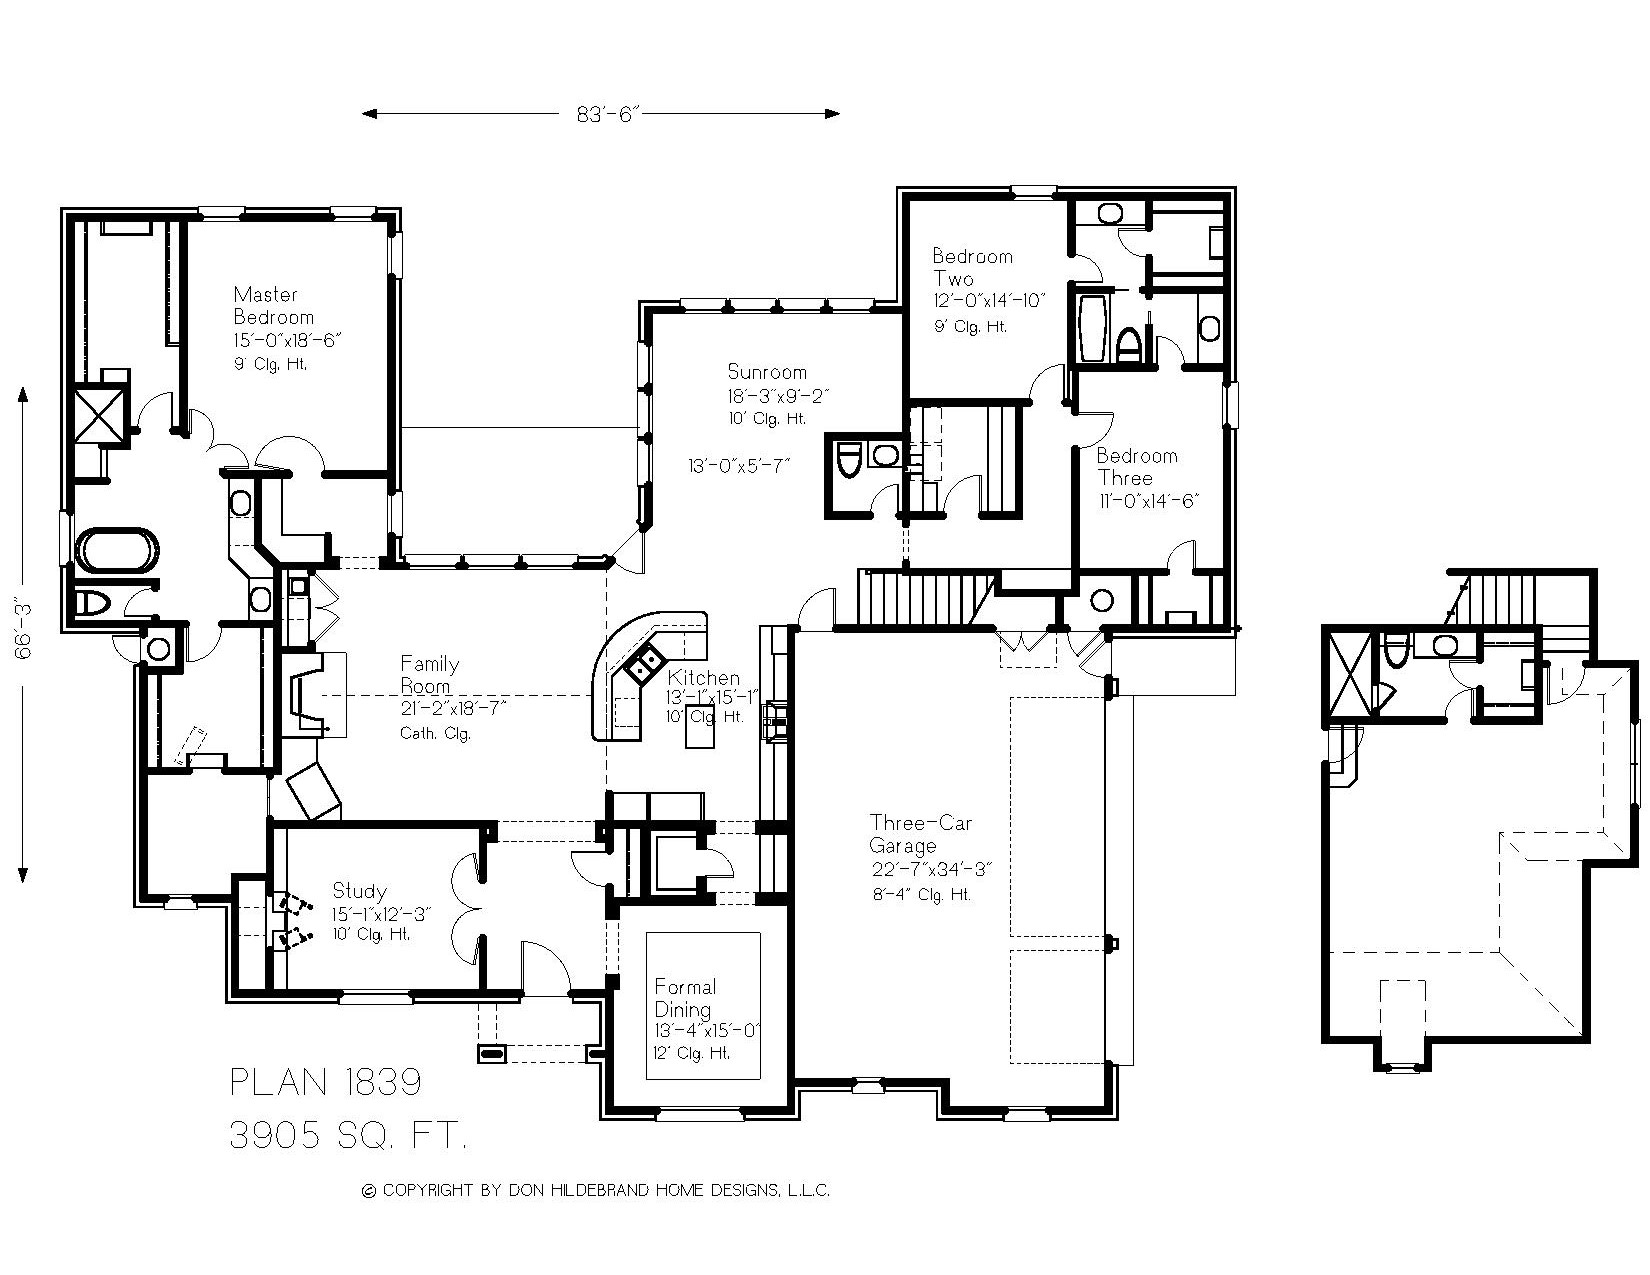 83'-6"
66'-3"
Master
Bedroom
15'-0"x18'-6"
9' Clg. Ht.
Sunroom
18'-3"x9'-2"
10' Clg. Ht.
13'-0"x5'-7"
Bedroom
Two
12'-0"x14'-10"
9' Clg. Ht.
Bedroom
Three
11'-0"x14'-6"
Family
Room
21'-2"x18'-7"
Cath. Clg.
Kitchen
13'-1"x15'-1"
10' Clg. Ht.
Three-Car
Garage
22'-7"x34'-3"
8'-4" Clg. Ht.
Study
15'-1"x12'-3"
10' Clg. Ht.
Formal
Dining
13'-4"x15'-0"
12' Clg. Ht.
PLAN 1839
3905 SQ. FT.
© COPYRIGHT BY DON HILDEBRAND HOME DESIGNS, L.L.C.